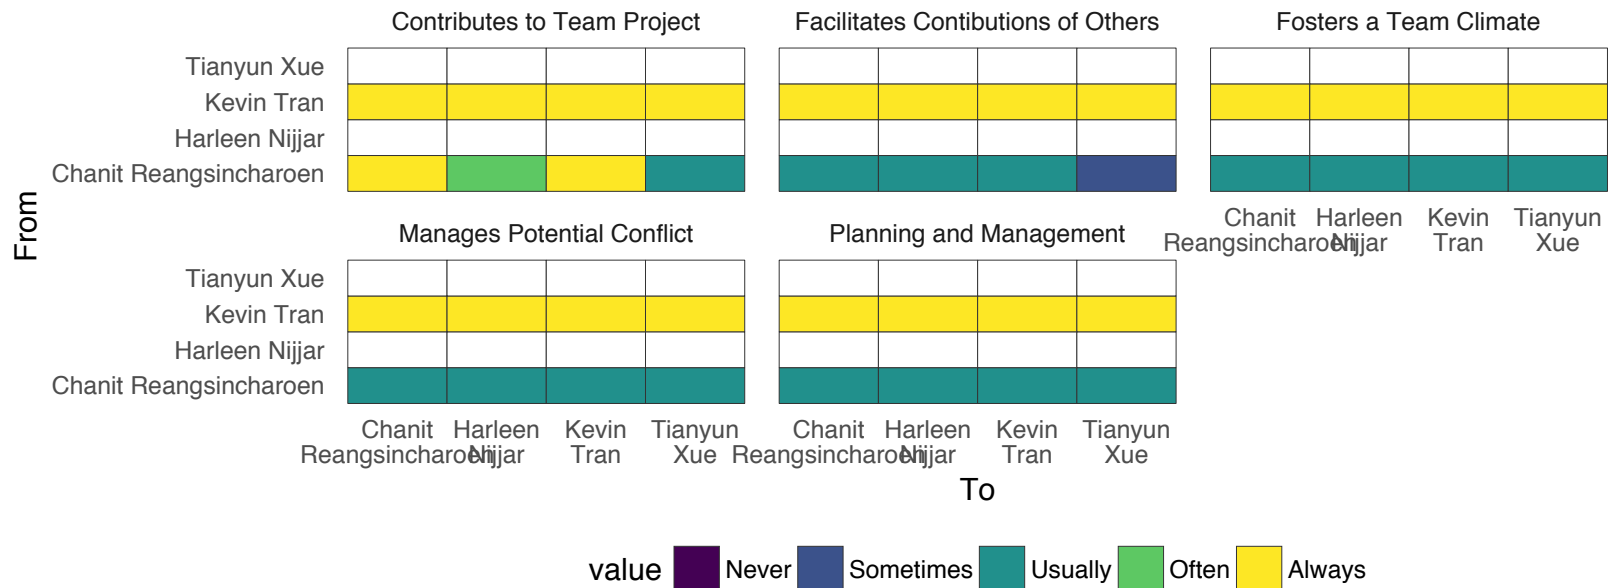 Contributes to Team Project
Facilitates Contibutions of Others
Fosters a Team Climate
Tianyun Xue
Kevin Tran
Harleen Nijjar
Chanit Reangsincharoen
From
Chanit
Reangsincharoen
Harleen
Nijjar
Kevin
Tran
Tianyun
Xue
Manages Potential Conflict
Planning and Management
Tianyun Xue
Kevin Tran
Harleen Nijjar
Chanit Reangsincharoen
Chanit
Reangsincharoen
Harleen
Nijjar
Kevin
Tran
Tianyun
Xue
Chanit
Reangsincharoen
Harleen
Nijjar
Kevin
Tran
Tianyun
Xue
To
value Never Sometimes Usually Often Always